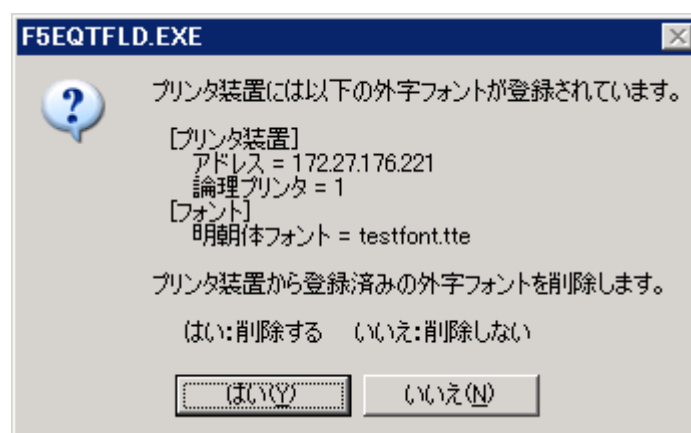 F5EQTFLD.EXE
プリンタ装置には以下の外字フォントが登録されています。
[プリンタ装置]
アドレス = 172.27.176.221
論理プリンタ = 1
[フォント]
明朝体フォント = testfont.tte
プリンタ装置から登録済みの外字フォントを削除します。
はい:削除する　いいえ:削除しない
はい(Y)　いいえ(N)